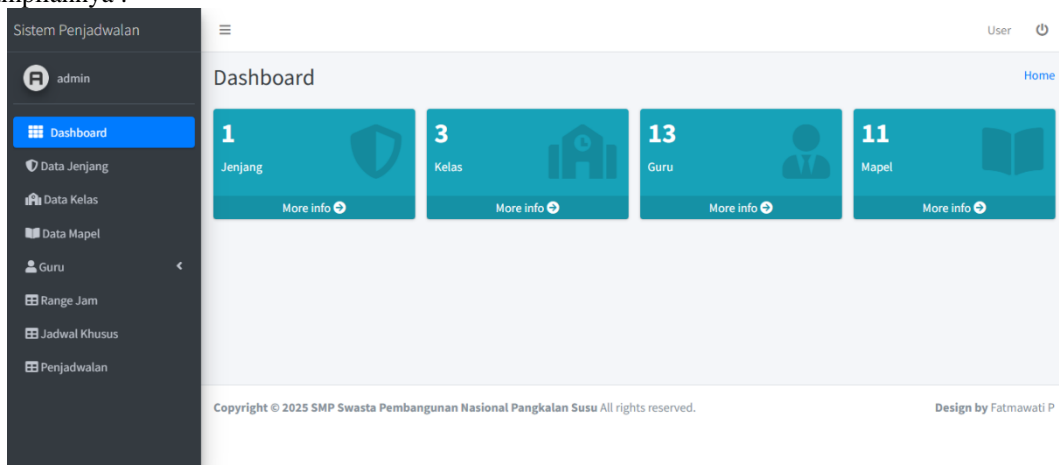 Sistem Penjadwalan
User
admin
Dashboard
Home
Dashboard
Data Jenjang
Data Kelas
Data Mapel
Guru
Range Jam
Jadwal Khusus
Penjadwalan
1
Jenjang
More info
3
Kelas
More info
13
Guru
More info
11
Mapel
More info
Copyright © 2025 SMP Swasta Pembangunan Nasional Pangkalan Susu All rights reserved.
Design by Fatmawati P